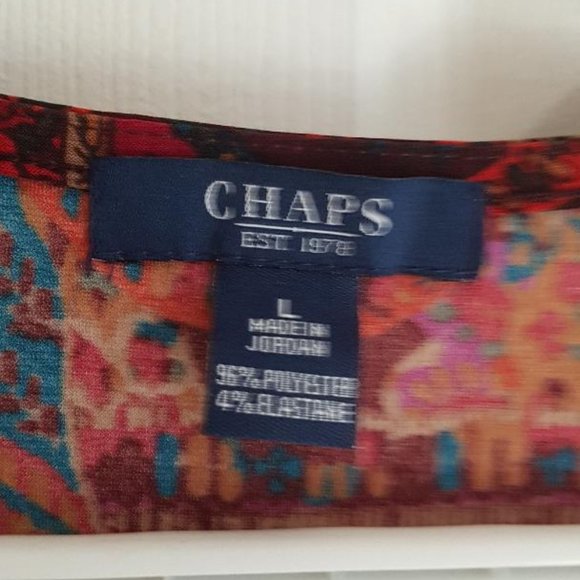 CHAPS
EST 1978
L
MADE IN
JORDAN
96% POLYESTER
4% ELASTANE